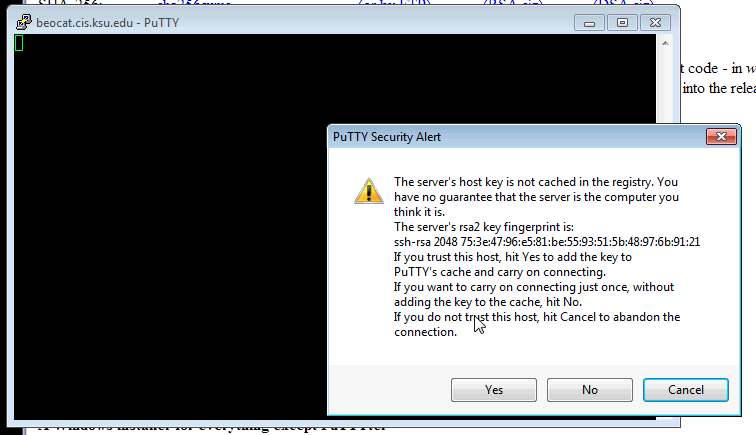 beocat.cis.ksu.edu - PuTTY
t code - in
into the relea
PuTTY Security Alert
The server's host key is not cached in the registry. You
have no guarantee that the server is the computer you
think it is.
The server's rsa2 key fingerprint is:
ssh-rsa 2048 75:3e:47:96:e5:81:be:55:93:51:5b:48:97:6b:91:21
If you trust this host, hit Yes to add the key to
PuTTY's cache and carry on connecting.
If you want to carry on connecting just once, without
adding the key to the cache, hit No.
If you do not trust this host, hit Cancel to abandon the
connection.
Yes
No
Cancel